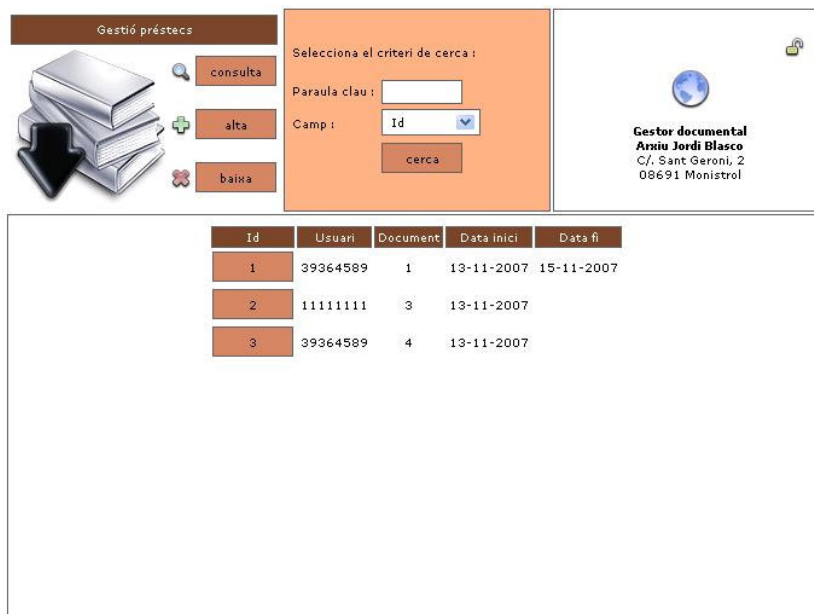 Gestió préstecs
consulta
alta
baixa
Selecciona el criteri de cerca :
Paraula clau :
Camp : Id
cerca
Gestor documental
Arxiu Jordi Blasco
C/. Sant Geroni, 2
08691 Monistrol
Id Usuari Document Data inici Data fi
1 39364589 1 13-11-2007 15-11-2007
2 11111111 3 13-11-2007
3 39364589 4 13-11-2007